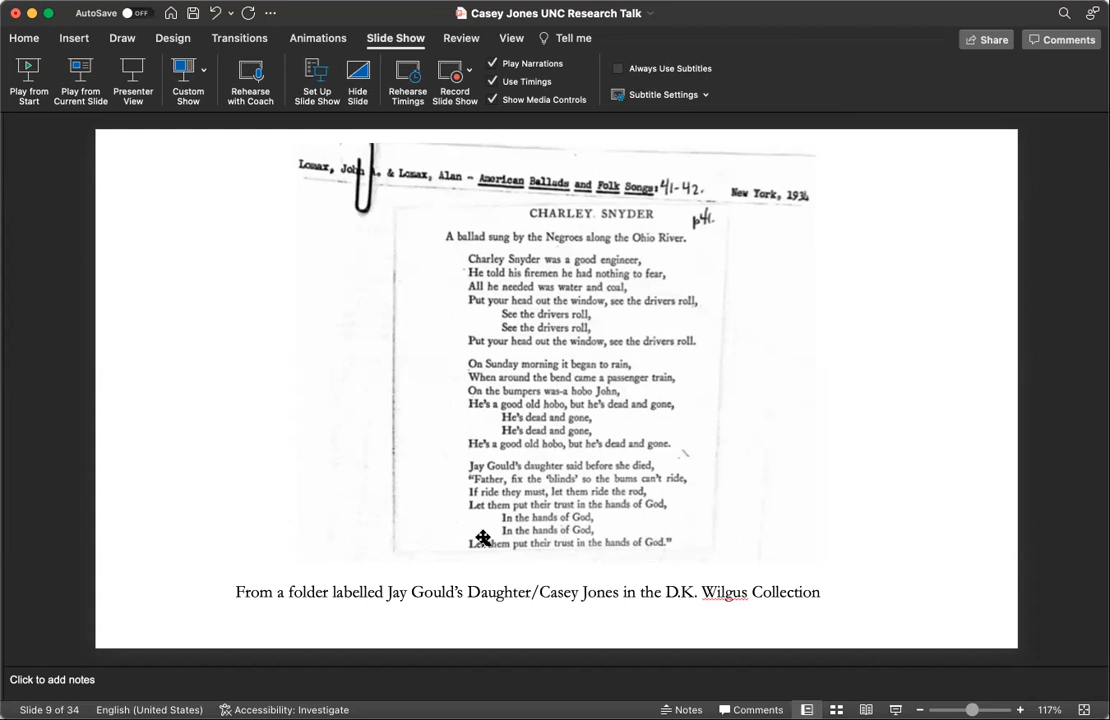 AutoSave OFF
Casey Jones UNC Research Talk
Home Insert Draw Design Transitions Animations Slide Show Review View Tell me
Share Comments
Play from Start
Play from Current Slide
Presenter View
Custom Show
Rehearse with Coach
Set Up Slide Show
Hide Slide
Rehearse Timings
Record Slide Show
Play Narrations
Use Timings
Show Media Controls
Always Use Subtitles
Subtitle Settings
Lomax, John A. & Lomax, Alan - American Ballads and Folk Songs: 41-42. New York, 1934
CHARLEY SNYDER
p41.
A ballad sung by the Negroes along the Ohio River.
Charley Snyder was a good engineer,
He told his firemen he had nothing to fear,
All he needed was water and coal,
Put your head out the window, see the drivers roll,
See the drivers roll,
See the drivers roll,
Put your head out the window, see the drivers roll.
On Sunday morning it began to rain,
When around the bend came a passenger train,
On the bumpers was a hobo John,
He's a good old hobo, but he's dead and gone,
He's dead and gone,
He's dead and gone,
He's a good old hobo, but he's dead and gone.
Jay Gould's daughter said before she died,
"Father, fix the 'blinds' so the bums can't ride,
If ride they must, let them ride the rod,
Let them put their trust in the hands of God,
In the hands of God,
In the hands of God,
Let them put their trust in the hands of God."
From a folder labelled Jay Gould's Daughter/Casey Jones in the D.K. Wilgus Collection
Click to add notes
Slide 9 of 34 English (United States) Accessibility: Investigate Notes Comments 117%